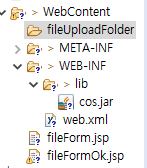 > WebContent
fileUploadFolder
> META-INF
> WEB-INF
> lib
cos.jar
web.xml
fileForm.jsp
fileFormOk.jsp